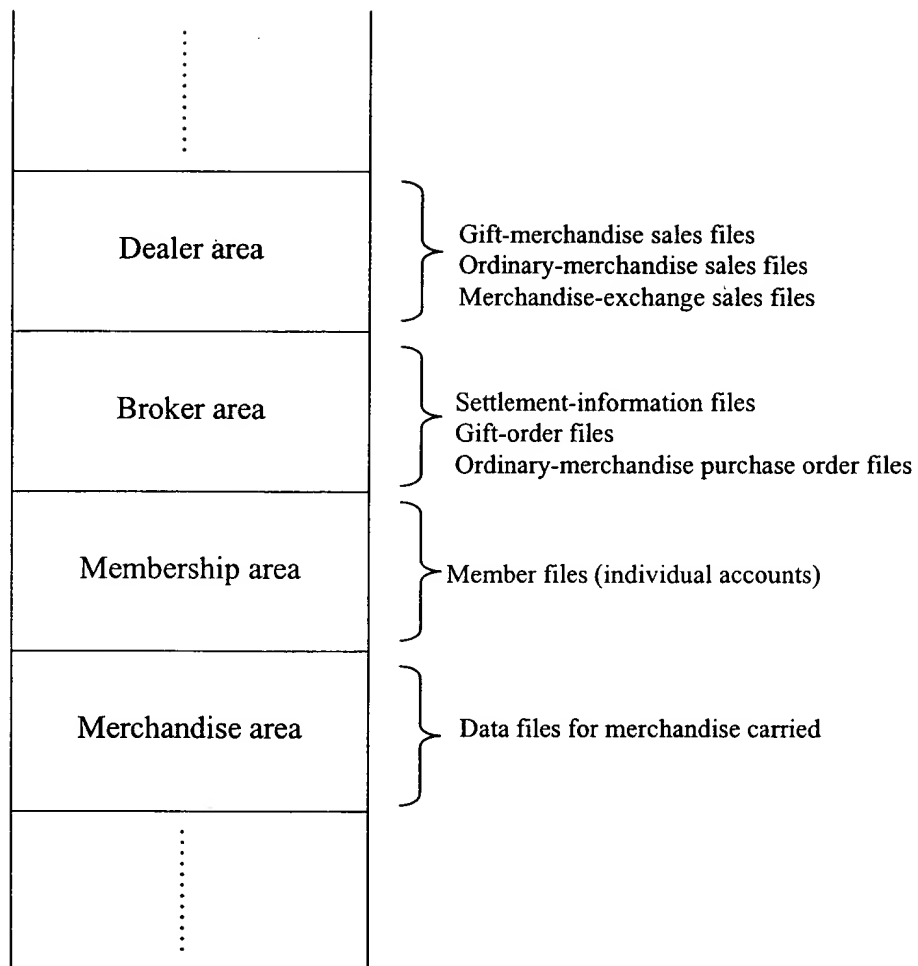 Dealer area
Gift-merchandise sales files
Ordinary-merchandise sales files
Merchandise-exchange sales files
Broker area
Settlement-information files
Gift-order files
Ordinary-merchandise purchase order files
Membership area
Member files (individual accounts)
Merchandise area
Data files for merchandise carried